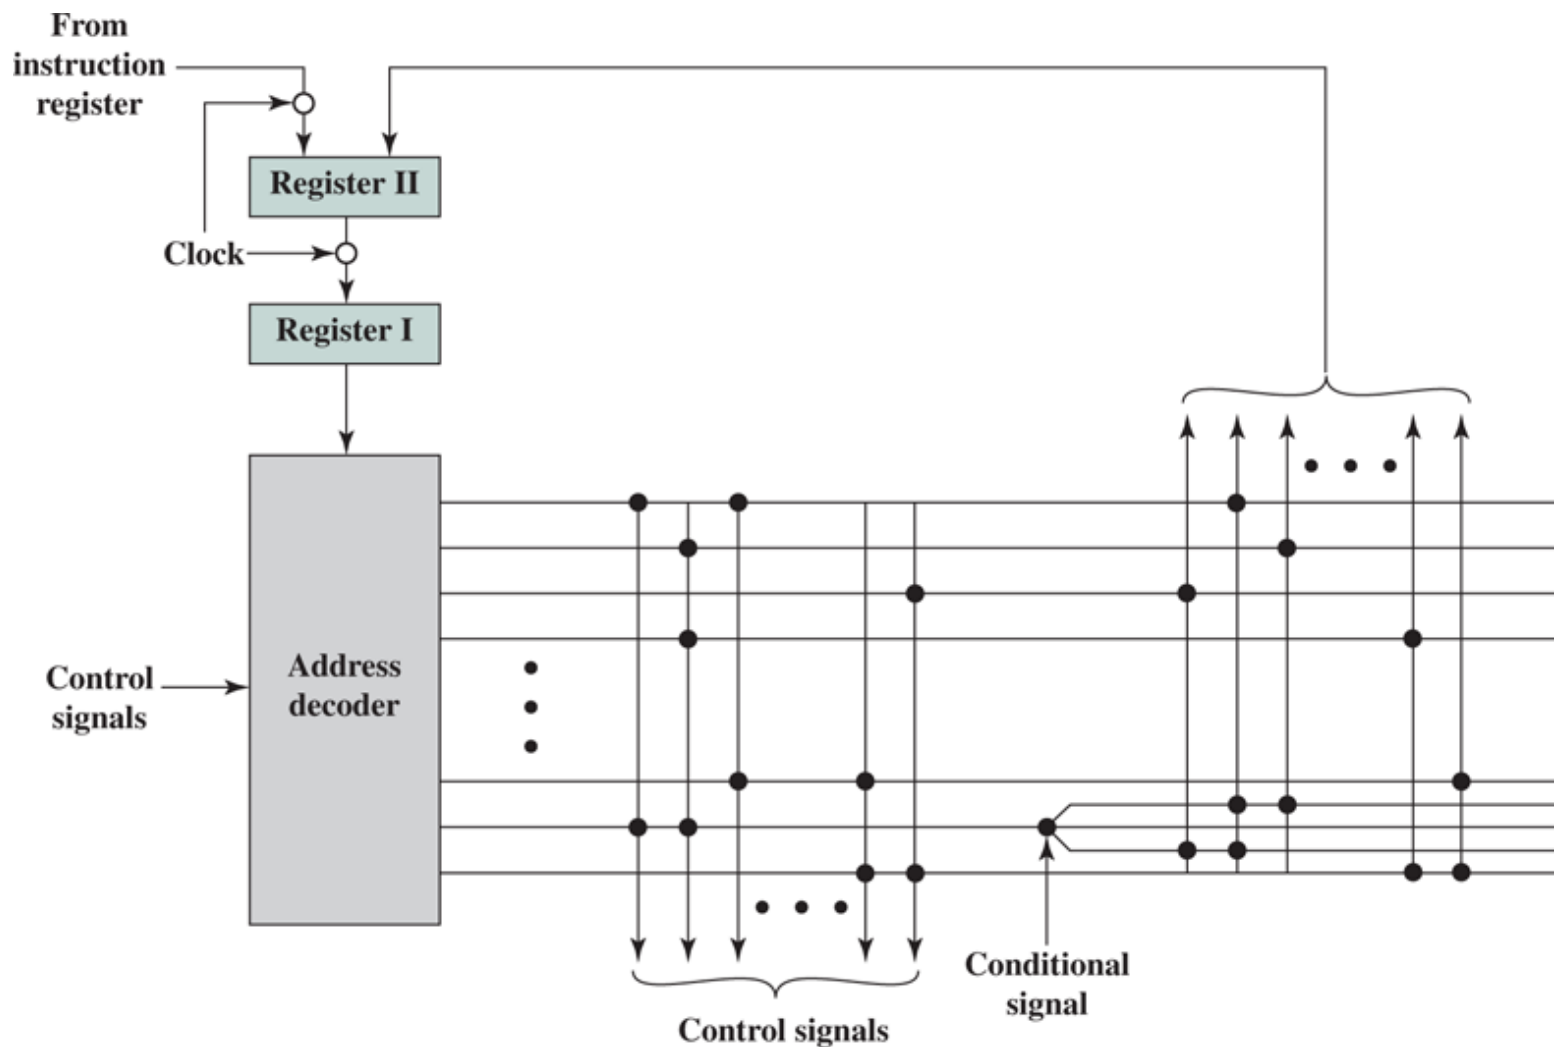 From
instruction
register
Register II
Clock
Register I
Address
decoder
Control
signals
Conditional
signal
Control signals